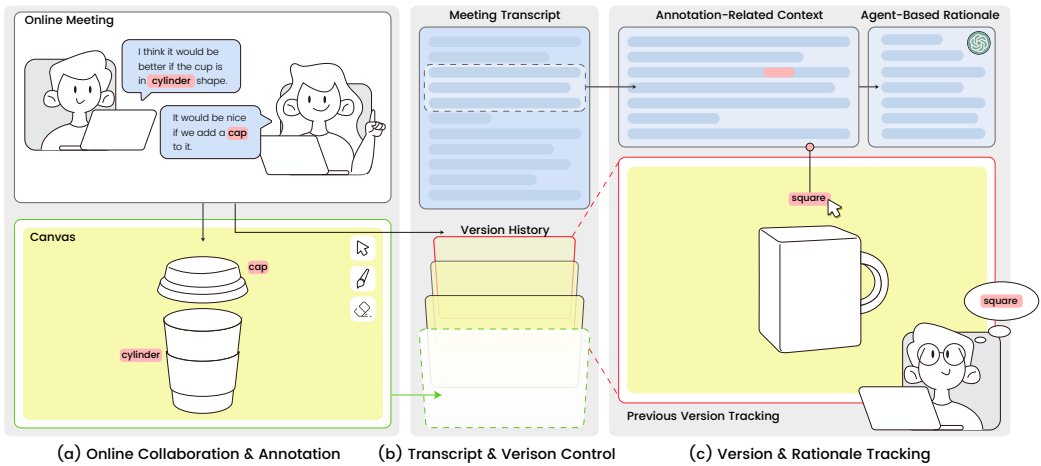 Online Meeting
I think it would be
better if the cup is
in cylinder shape.
It would be nice
if we add a cap
to it.
Canvas
cap
cylinder
(a) Online Collaboration & Annotation
Meeting Transcript
Version History
(b) Transcript & Verison Control
Annotation-Related Context
Agent-Based Rationale
square
square
Previous Version Tracking
(c) Version & Rationale Tracking